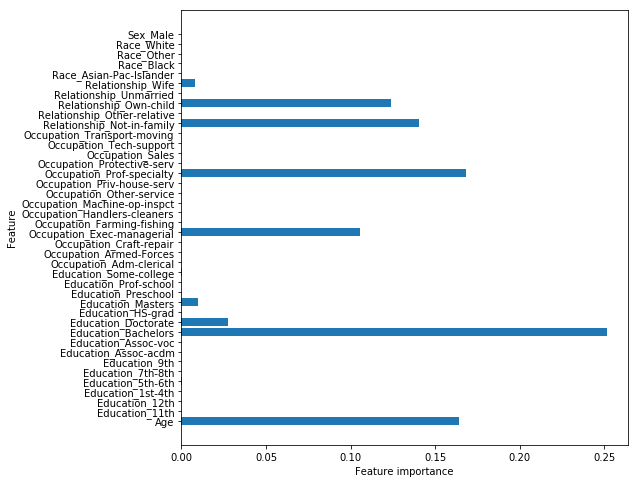 Sex_Male
Race_White
Race_Other
Race_Black
Race_Asian-Pac-Islander
Relationship_Wife
Relationship_Unmarried
Relationship_Own-child
Relationship_Other-relative
Relationship_Not-in-family
Occupation_Transport-moving
Occupation_Tech-support
Occupation_Sales
Occupation_Protective-serv
Occupation_Prof-specialty
Occupation_Priv-house-serv
Occupation_Other-service
Occupation_Machine-op-inspct
Occupation_Handlers-cleaners
Occupation_Farming-fishing
Occupation_Exec-managerial
Occupation_Craft-repair
Occupation_Armed-Forces
Occupation_Adm-clerical
Education_Some-college
Education_Prof-school
Education_Preschool
Education_Masters
Education_HS-grad
Education_Doctorate
Education_Bachelors
Education_Assoc-voc
Education_Assoc-acdm
Education_9th
Education_7th-8th
Education_5th-6th
Education_1st-4th
Education_12th
Education_11th
Age
Feature
0.00 0.05 0.10 0.15 0.20 0.25
Feature importance